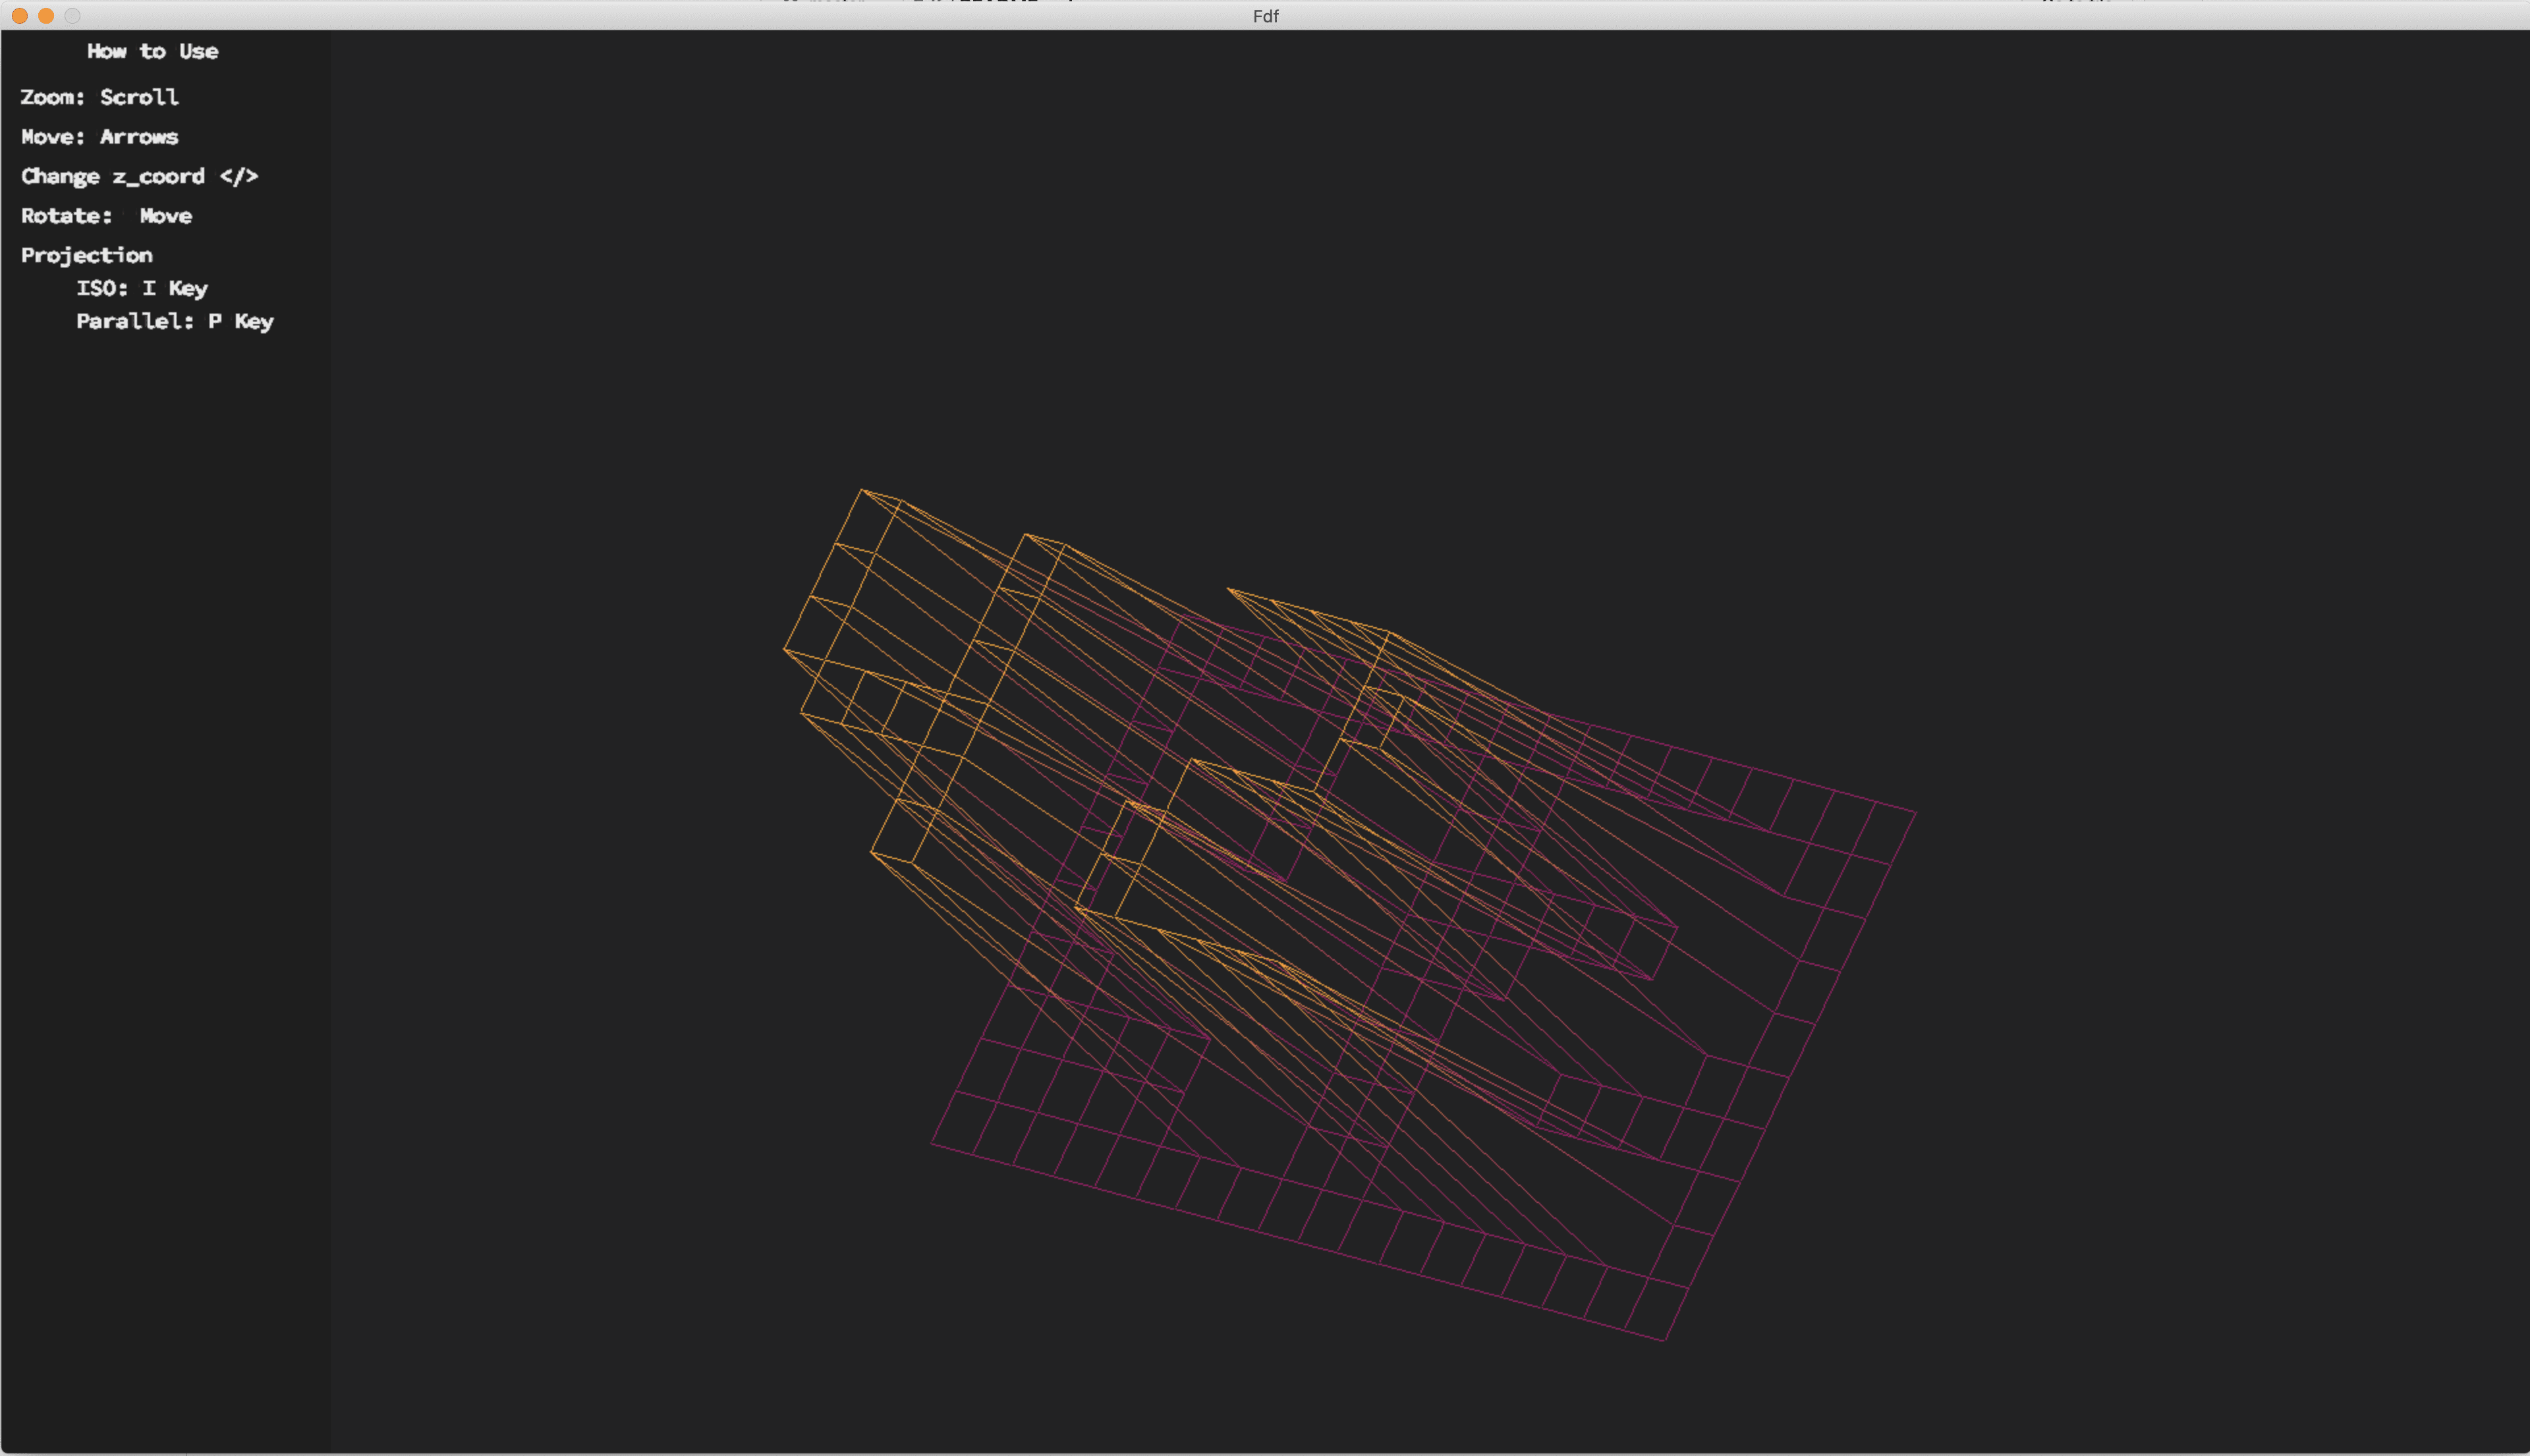 Fdf
How to Use
Zoom: Scroll
Move: Arrows
Change z_coord </>
Rotate:  Move
Projection
ISO: I Key
Parallel: P Key